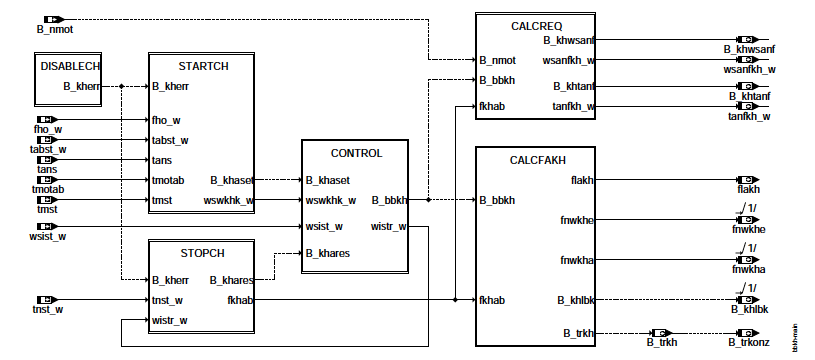 B_nmot
DISABLECH
B_kherr
fho_w
tabst_w
tans
tmotab
tmst
wsist_w
tnst_w
STARTCH
B_kherr
fho_w
tabst_w
tans
tmotab
B_khaset
tmst
wswkhk_w
STOPCH
B_kherr
B_khares
tnst_w
fkhab
wistr_w
CONTROL
B_khaset
wswkhk_w
B_bbkh
wsist_w
wistr_w
B_khares
CALCREQ
B_khwsanf
B_nmot
wsanfkh_w
B_bbkh
B_khtanf
fkhab
tanfkh_w
B_khwsanf
wsanfkh_w
B_khtanf
tanfkh_w
CALCFAKH
flakh
B_bbkh
fnwkhe
fnwkha
fkhab
B_khlbk
B_trkh
flakh
/1/
fnwkhe
/1/
fnwkha
/1/
B_khlbk
B_trkh
B_trkonz
bbkh-main